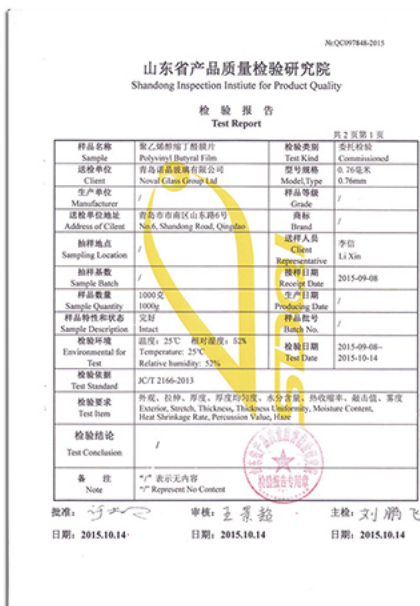 №:QC097848-2015
山东省产品质量检验研究院
Shandong Inspection Instiute for Product Quality
检 验 报 告
Test Report
共 2 页第 1 页
样品名称 聚乙烯醇缩丁醛膜片 检验类别 委托检验
Sample Polyvinyl Butyral Film Test Kind Commissioned
送检单位 青岛诺晶玻璃有限公司 型号规格 0.76毫米
Client Noval Glass Group Ltd Model,Type 0.76mm
生产单位 / 样品等级 /
Manufacturer Grade
送检单位地址 青岛市市南区山东路6号 商标 /
Address of Cilent No.6, Shandong Road, Qingdao Brand
抽样地点 / 送样人员 李信
Sampling Location Client Representative Li Xin
抽样基数 / 接样日期 2015-09-08
Sample Batch Receipt Date
样品数量 1000克 生产日期 /
Sample Quantity 1000g Producing Date
样品特性和状态 完好 样品批号 /
Sample Description Intact Batch No.
检验环境 温度：25℃ 相对湿度：52% 检验日期 2015-09-08~
Environmental for Test Temperature: 25℃ Test Date 2015-10-14
Relative humidity: 52%
检验依据 JC/T 2166-2013
Test Standard
检验要求 外观、拉伸、厚度、厚度均匀度、水分含量、热收缩率、敲击值、雾度
Test Item Exterior, Stretch, Thickness, Thickness Uniformity, Moisture Content,
Heat Shrinkage Rate, Percussion Value, Haze
检验结论 /
Test Conclusion
备 注 “/” 表示无内容
Note “/” Represent No Content
检验报告专用章
批准： 审核：王景超 主检：刘鹏飞
日期：2015.10.14 日期：2015.10.14 日期：2015.10.14